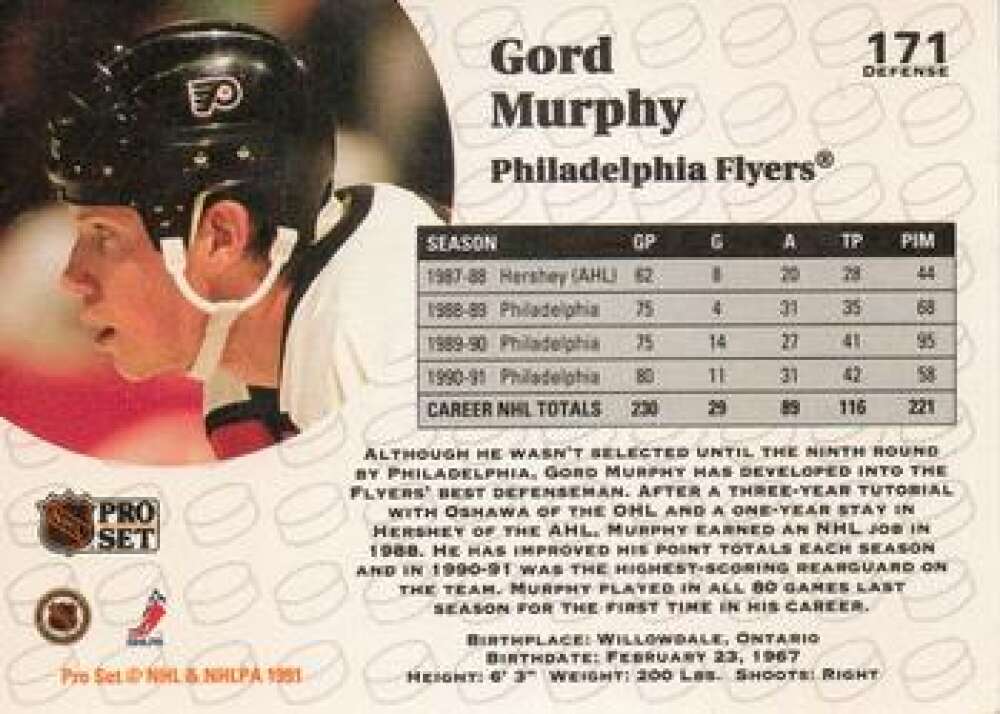 Gord
Murphy
Philadelphia Flyers®
171
DEFENSE
SEASON GP G A TP PIM
1987-88 Hershey (AHL) 62 8 20 28 44
1988-89 Philadelphia 75 4 31 35 68
1989-90 Philadelphia 75 14 27 41 95
1990-91 Philadelphia 80 11 31 42 58
CAREER NHL TOTALS 230 29 89 116 221
ALTHOUGH HE WASN'T SELECTED UNTIL THE NINTH ROUND
BY PHILADELPHIA, GORD MURPHY HAS DEVELOPED INTO THE
FLYERS' BEST DEFENSEMAN. AFTER A THREE-YEAR TUTORIAL
WITH OSHAWA OF THE OHL AND A ONE-YEAR STAY IN
HERSHEY OF THE AHL, MURPHY EARNED AN NHL JOB IN
1988. HE HAS IMPROVED HIS POINT TOTALS EACH SEASON
AND IN 1990-91 WAS THE HIGHEST-SCORING REARGUARD ON
THE TEAM. MURPHY PLAYED IN ALL 80 GAMES LAST
SEASON FOR THE FIRST TIME IN HIS CAREER.
BIRTHPLACE: WILLOWDALE, ONTARIO
BIRTHDATE: FEBRUARY 23, 1967
HEIGHT: 6' 3" WEIGHT: 200 LBS. SHOOTS: RIGHT
PRO
SET
Pro Set © NHL & NHLPA 1991